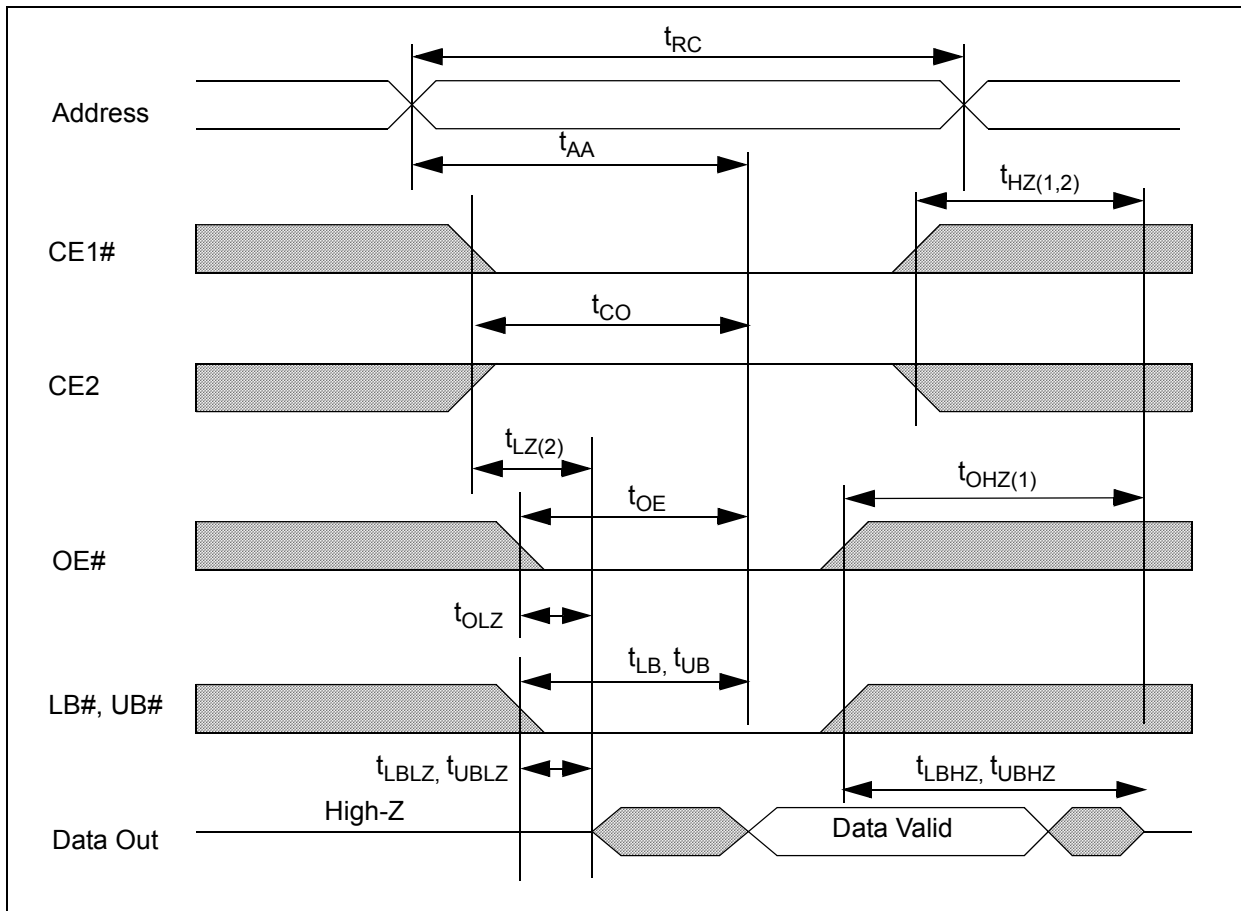 tRC
Address
tAA
tHZ(1,2)
CE1#
tCO
CE2
tLZ(2)
tOHZ(1)
tOE
OE#
tOLZ
tLB, tUB
LB#, UB#
tLBLZ, tUBLZ
tLBHZ, tUBHZ
High-Z
Data Valid
Data Out